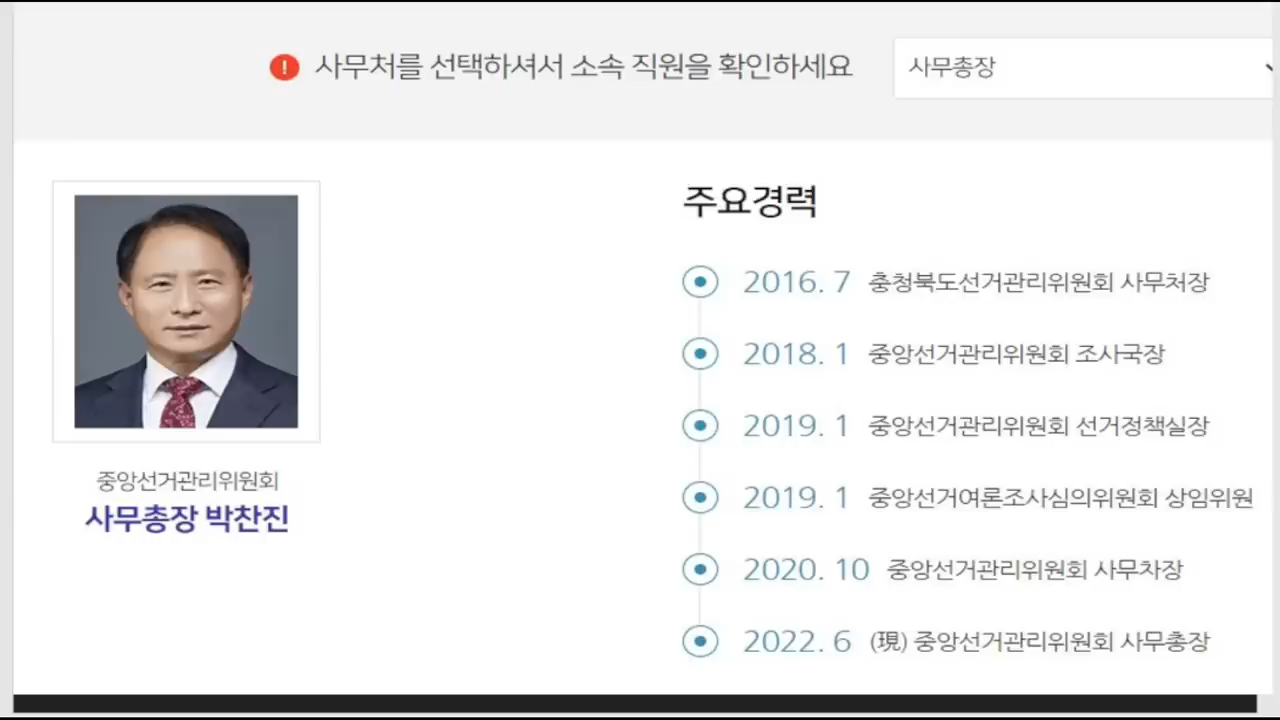 ! 사무처를 선택하셔서 소속 직원을 확인하세요
사무총장
중앙선거관리위원회
사무총장 박찬진
주요경력
2016. 7 충청북도선거관리위원회 사무처장
2018. 1 중앙선거관리위원회 조사국장
2019. 1 중앙선거관리위원회 선거정책실장
2019. 1 중앙선거여론조사심의위원회 상임위원
2020. 10 중앙선거관리위원회 사무차장
2022. 6 (現) 중앙선거관리위원회 사무총장